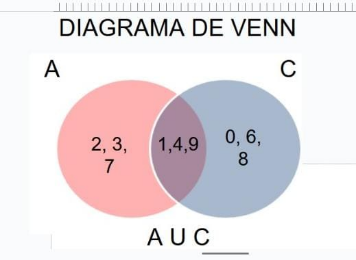 DIAGRAMA DE VENN
A
C
2, 3,
7
1,4,9
0, 6,
8
A U C